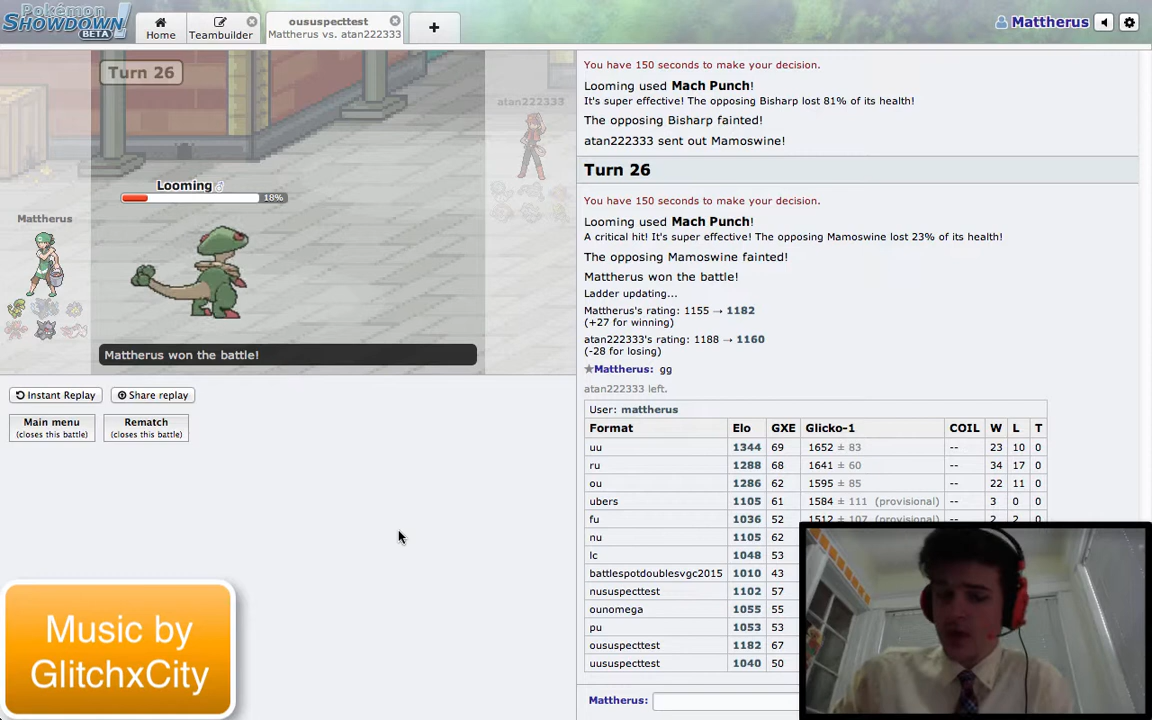 Pokémon
SHOWDOWN!
BETA
Home
Teambuilder
oususpecttest
Mattherus vs. atan222333
+
Mattherus
Turn 26
atan222333
Looming
18%
Mattherus
Mattherus won the battle!
Instant Replay
Share replay
Main menu
(closes this battle)
Rematch
(closes this battle)
You have 150 seconds to make your decision.
Looming used Mach Punch!
It's super effective! The opposing Bisharp lost 81% of its health!
The opposing Bisharp fainted!
atan222333 sent out Mamoswine!
Turn 26
You have 150 seconds to make your decision.
Looming used Mach Punch!
A critical hit! It's super effective! The opposing Mamoswine lost 23% of its health!
The opposing Mamoswine fainted!
Mattherus won the battle!
Ladder updating...
Mattherus's rating: 1155 → 1182
(+27 for winning)
atan222333's rating: 1188 → 1160
(-28 for losing)
★Mattherus: gg
atan222333 left.
User: mattherus
Format Elo GXE Glicko-1 COIL W L T
uu 1344 69 1652 ± 83 -- 23 10 0
ru 1288 68 1641 ± 60 -- 34 17 0
ou 1286 62 1595 ± 85 -- 22 11 0
ubers 1105 61 1584 ± 111 (provisional) -- 3 0 0
fu 1036 52 1512 ± 107 (provisional) -- 2 2 0
nu 1105 62
lc 1048 53
battlespotdoublesvgc2015 1010 43
nususpecttest 1102 57
ounomega 1055 55
pu 1053 53
oususpecttest 1182 67
uususpecttest 1040 50
Mattherus:
Music by
GlitchxCity